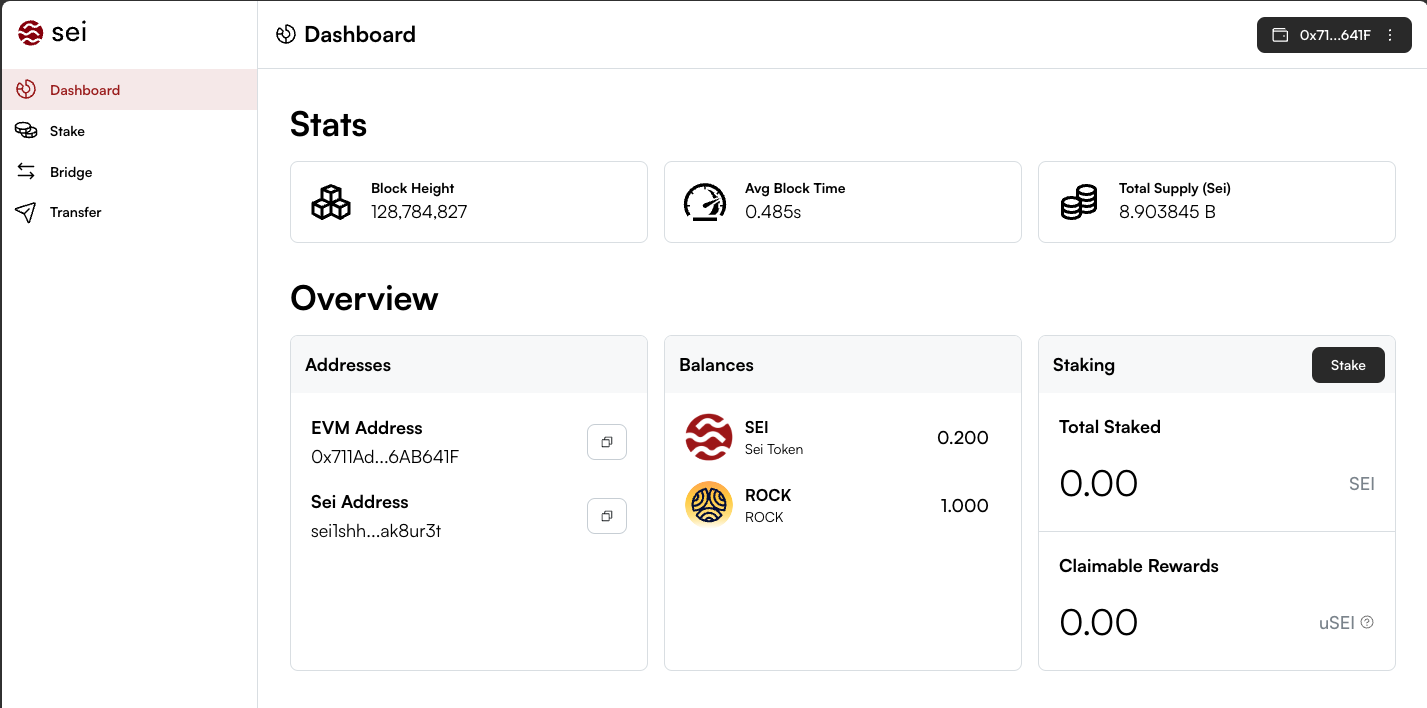 sei
Dashboard
0x71...641F
Dashboard
Stake
Bridge
Transfer
Stats
Block Height
128,784,827
Avg Block Time
0.485s
Total Supply (Sei)
8.903845 B
Overview
Addresses
EVM Address
0x711Ad...6AB641F
Sei Address
sei1shh...ak8ur3t
Balances
SEI
Sei Token
0.200
ROCK
ROCK
1.000
Staking
Stake
Total Staked
0.00
SEI
Claimable Rewards
0.00
uSEI